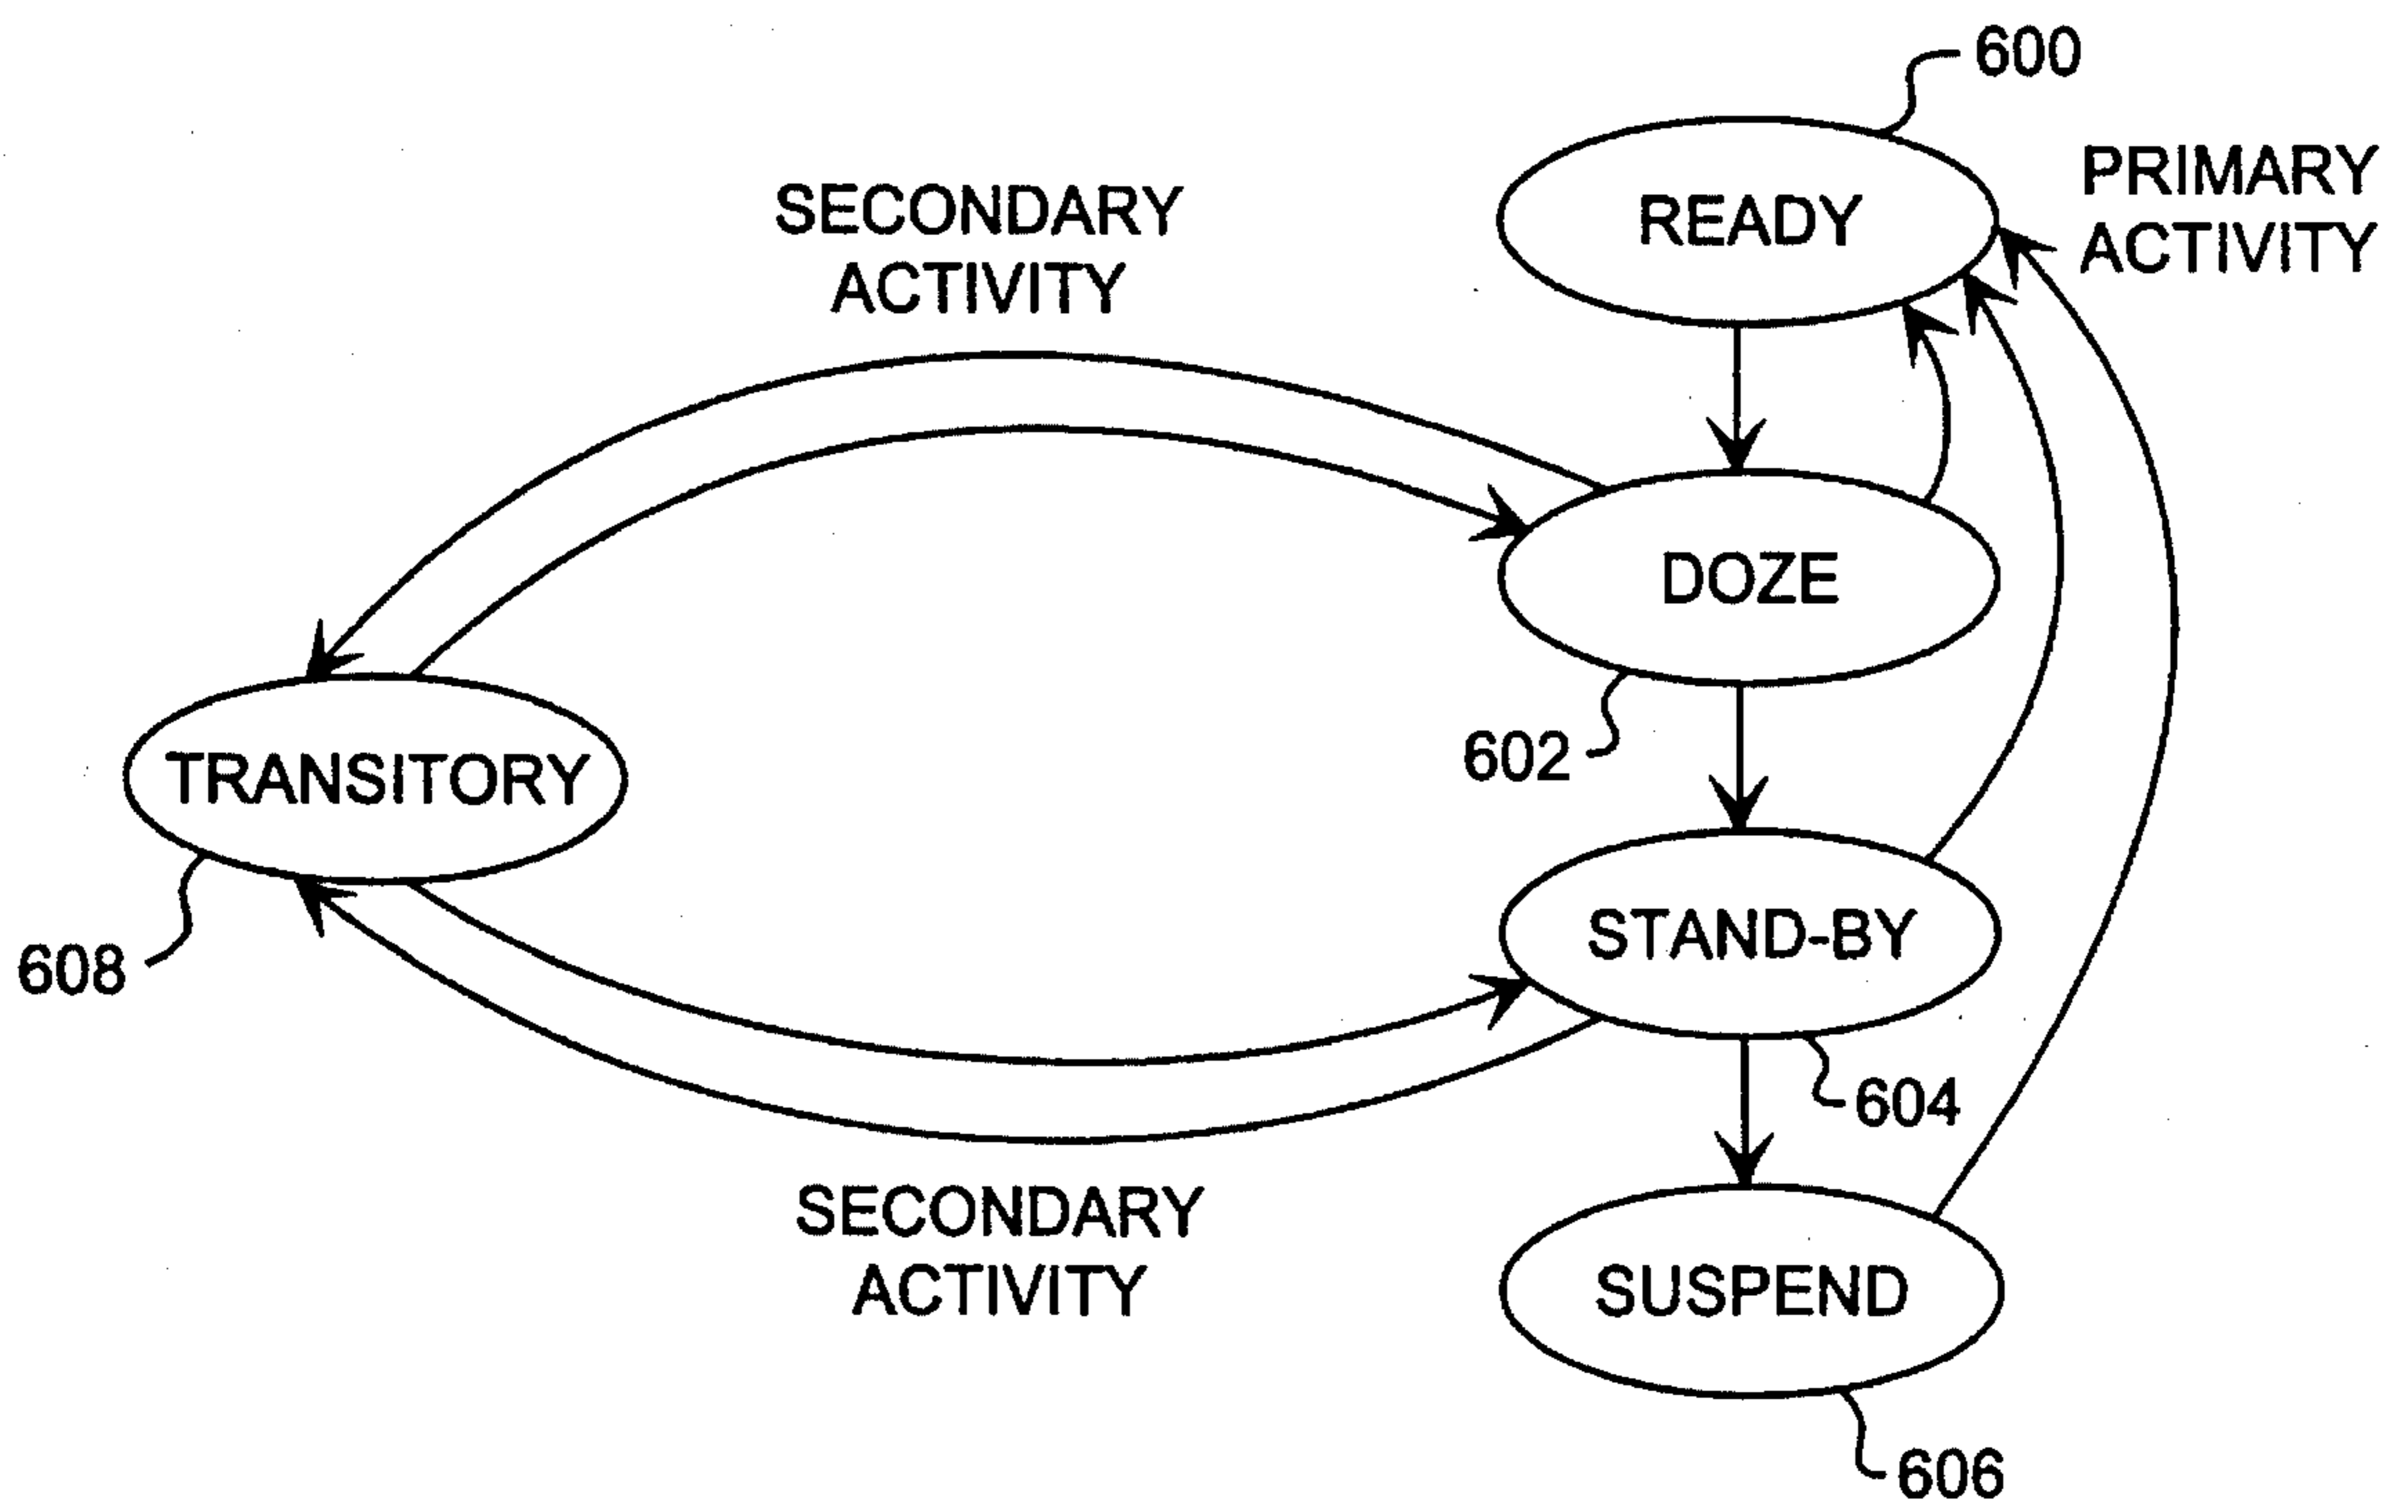 600
READY
PRIMARY
ACTIVITY
SECONDARY
ACTIVITY
DOZE
602
TRANSITORY
608
STAND-BY
604
SECONDARY
ACTIVITY
SUSPEND
606